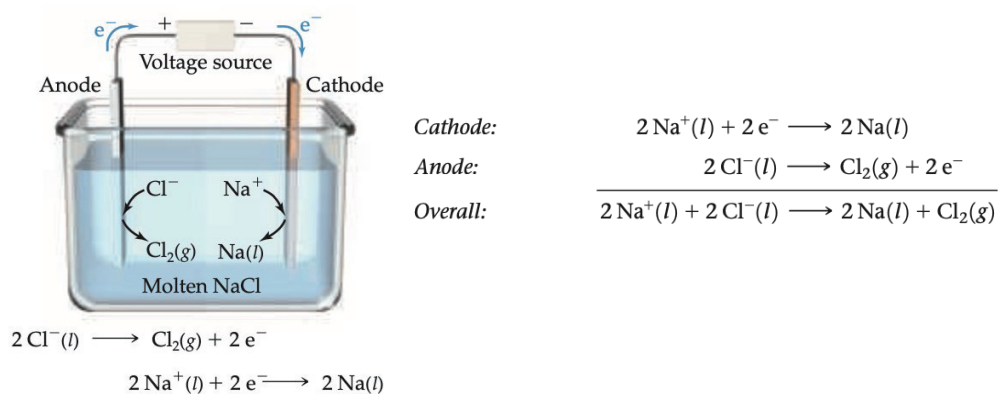 e⁻ + − e⁻
Voltage source
Anode
Cathode
Cl⁻ Na⁺
Cl₂(g) Na(l)
Molten NaCl
2 Cl⁻(l) ⟶ Cl₂(g) + 2 e⁻
2 Na⁺(l) + 2 e⁻ ⟶ 2 Na(l)
Cathode: 2 Na⁺(l) + 2 e⁻ ⟶ 2 Na(l)
Anode: 2 Cl⁻(l) ⟶ Cl₂(g) + 2 e⁻
Overall: 2 Na⁺(l) + 2 Cl⁻(l) ⟶ 2 Na(l) + Cl₂(g)